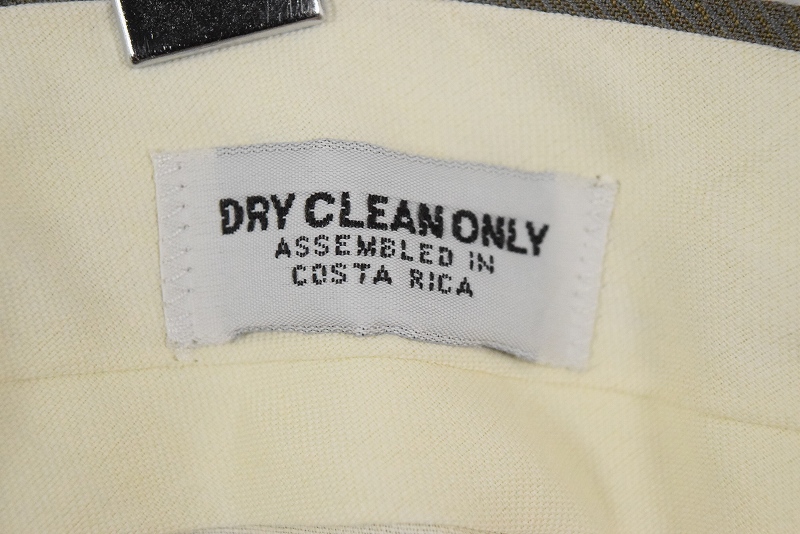 DRY CLEAN ONLY
ASSEMBLED IN
COSTA RICA